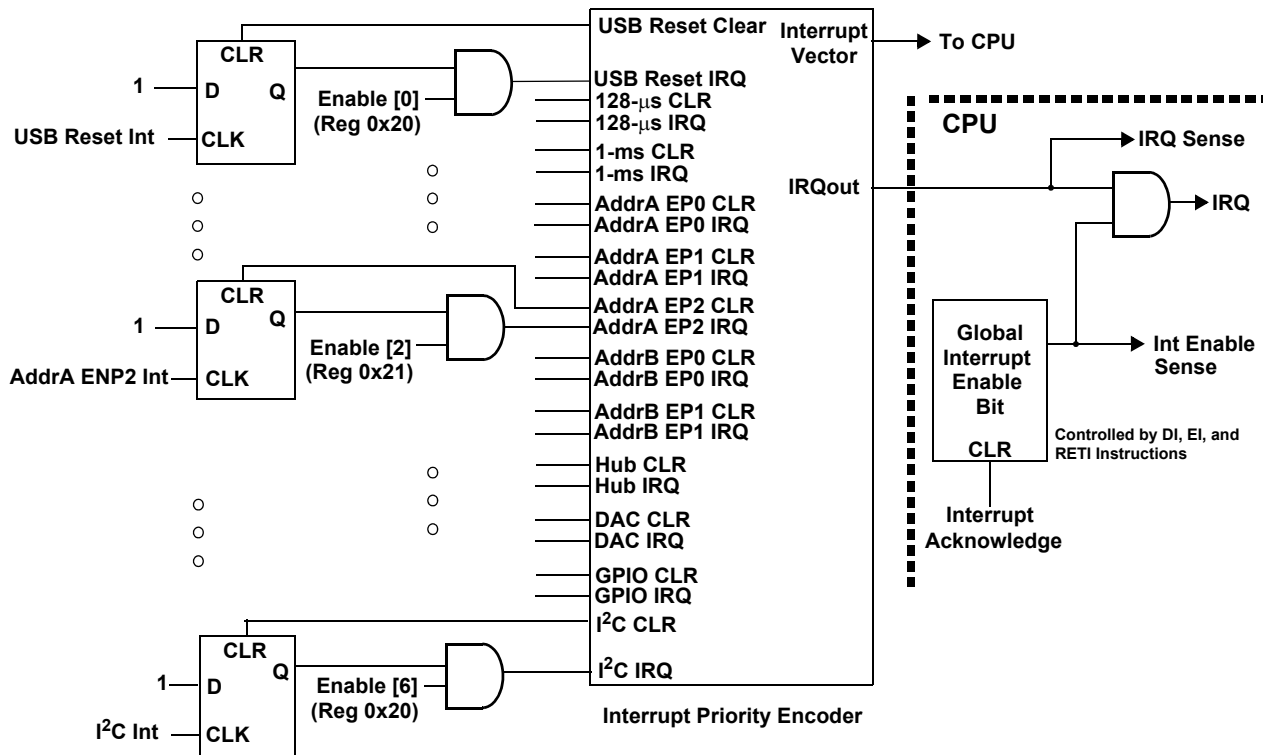 CLR
1
D
Q
USB Reset Int
CLK
Enable [0]
(Reg 0x20)
CLR
1
D
Q
AddrA ENP2 Int
CLK
Enable [2]
(Reg 0x21)
CLR
1
D
Q
I²C Int
CLK
Enable [6]
(Reg 0x20)
USB Reset Clear
USB Reset IRQ
128-μs CLR
128-μs IRQ
1-ms CLR
1-ms IRQ
AddrA EP0 CLR
AddrA EP0 IRQ
AddrA EP1 CLR
AddrA EP1 IRQ
AddrA EP2 CLR
AddrA EP2 IRQ
AddrB EP0 CLR
AddrB EP0 IRQ
AddrB EP1 CLR
AddrB EP1 IRQ
Hub CLR
Hub IRQ
DAC CLR
DAC IRQ
GPIO CLR
GPIO IRQ
I²C CLR
I²C IRQ
Interrupt
Vector
IRQout
Interrupt Priority Encoder
To CPU
CPU
IRQ Sense
IRQ
Global
Interrupt
Enable
Bit
CLR
Int Enable
Sense
Controlled by DI, EI, and
RETI Instructions
Interrupt
Acknowledge